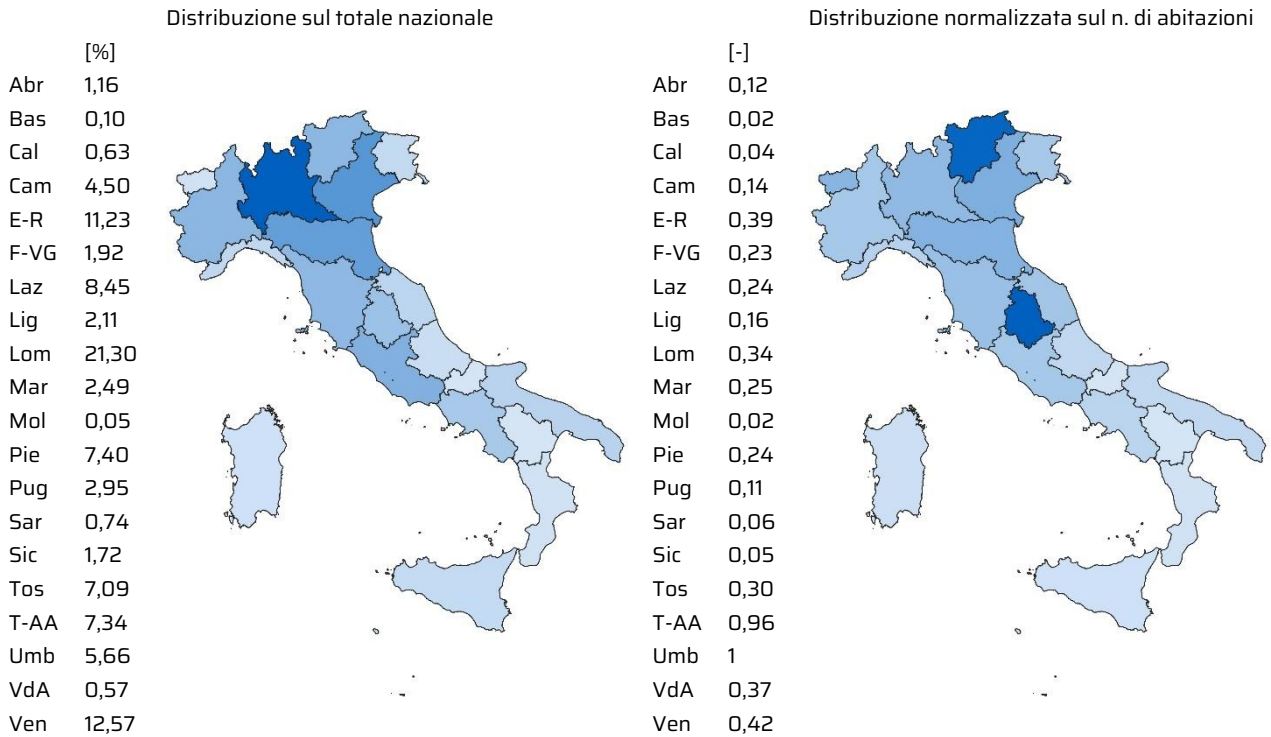 Distribuzione sul totale nazionale
[%]
Abr 1,16
Bas 0,10
Cal 0,63
Cam 4,50
E-R 11,23
F-VG 1,92
Laz 8,45
Lig 2,11
Lom 21,30
Mar 2,49
Mol 0,05
Pie 7,40
Pug 2,95
Sar 0,74
Sic 1,72
Tos 7,09
T-AA 7,34
Umb 5,66
VdA 0,57
Ven 12,57
Distribuzione normalizzata sul n. di abitazioni
[-]
Abr 0,12
Bas 0,02
Cal 0,04
Cam 0,14
E-R 0,39
F-VG 0,23
Laz 0,24
Lig 0,16
Lom 0,34
Mar 0,25
Mol 0,02
Pie 0,24
Pug 0,11
Sar 0,06
Sic 0,05
Tos 0,30
T-AA 0,96
Umb 1
VdA 0,37
Ven 0,42